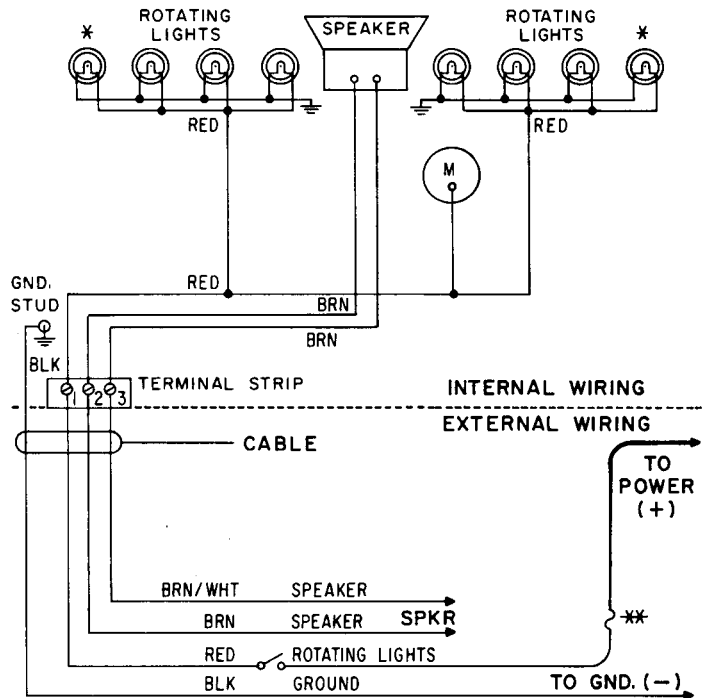 ROTATING
LIGHTS
*
SPEAKER
ROTATING
LIGHTS
*
RED
RED
M
GND.
STUD
RED
BRN
BRN
BLK
1 2 3
TERMINAL STRIP
INTERNAL WIRING
EXTERNAL WIRING
CABLE
TO
POWER
(+)
BRN/WHT SPEAKER
BRN SPEAKER
SPKR
**
RED ROTATING LIGHTS
BLK GROUND
TO GND. (−)